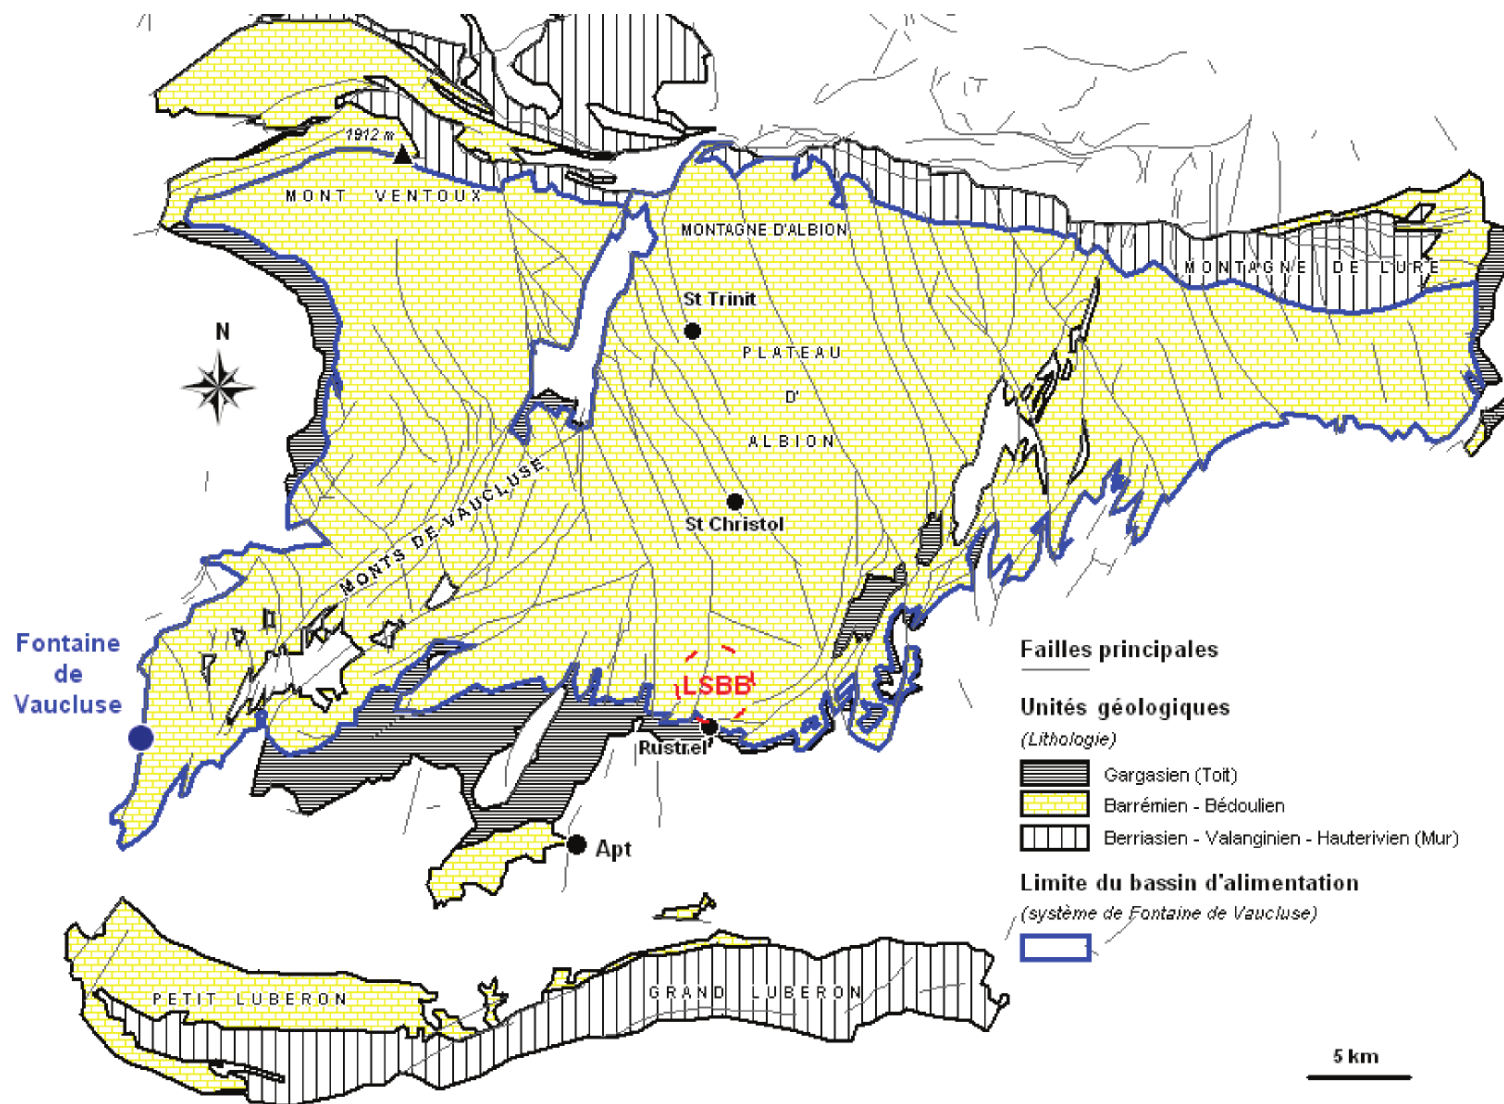 1912 m
MONT VENTOUX
MONTAGNE D'ALBION
MONTAGNE DE LURE
St Trinit
N
PLATEAU
D'
ALBION
MONTS DE VAUCLUSE
St Christol
Fontaine
de
Vaucluse
LSBB
Rustrel
Apt
PETIT LUBERON
GRAND LUBERON
Failles principales
Unités géologiques
(Lithologie)
Gargasien (Toit)
Barrémien - Bédoulien
Berriasien - Valanginien - Hauterivien (Mur)
Limite du bassin d'alimentation
(système de Fontaine de Vaucluse)
5 km